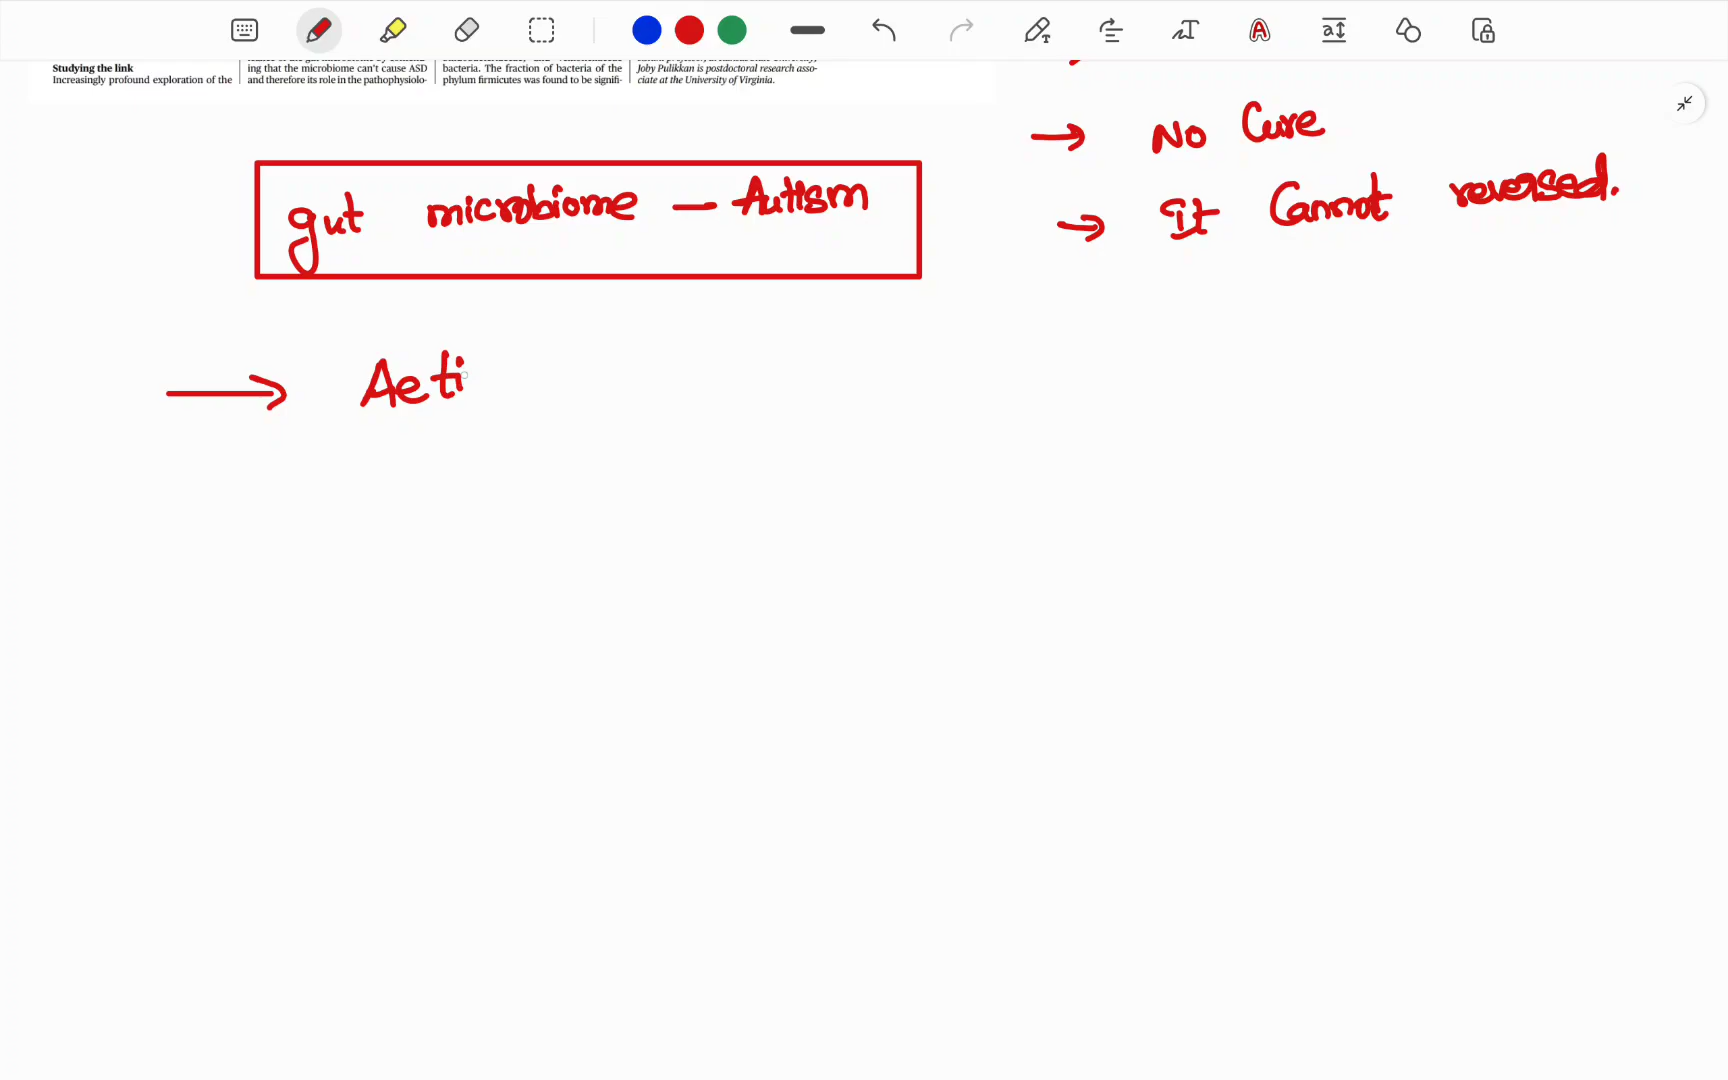 Studying the link
Increasingly profound exploration of the
ing that the microbiome can't cause ASD
and therefore its role in the pathophysiolo-
bacteria. The fraction of bacteria of the
phylum firmicutes was found to be signifi-
Joby Pulikkan is postdoctoral research asso-
ciate at the University of Virginia.
→ No Cure
→ It Cannot reversed.
gut microbiome — Autism
→ Aeti